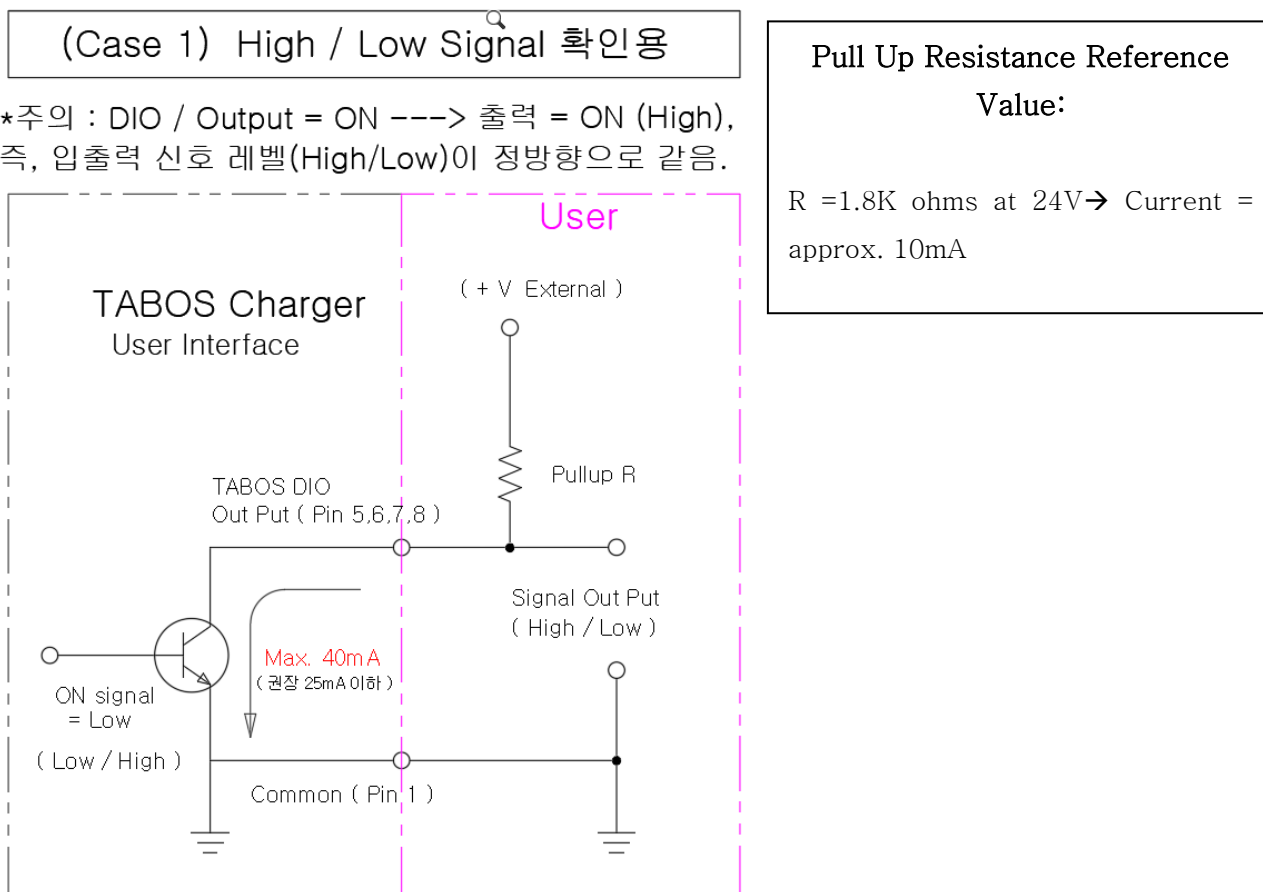 (Case 1) High / Low Signal 확인용
*주의 : DIO / Output = ON ---> 출력 = ON (High),
즉, 입출력 신호 레벨(High/Low)이 정방향으로 같음.
User
( + V External )
TABOS Charger
User Interface
Pullup R
TABOS DIO
Out Put ( Pin 5,6,7,8 )
Signal Out Put
( High / Low )
Max. 40mA
( 권장 25mA 이하 )
ON signal
= Low
( Low / High )
Common ( Pin 1 )
Pull Up Resistance Reference
Value:
R =1.8K ohms at 24V→ Current =
approx. 10mA